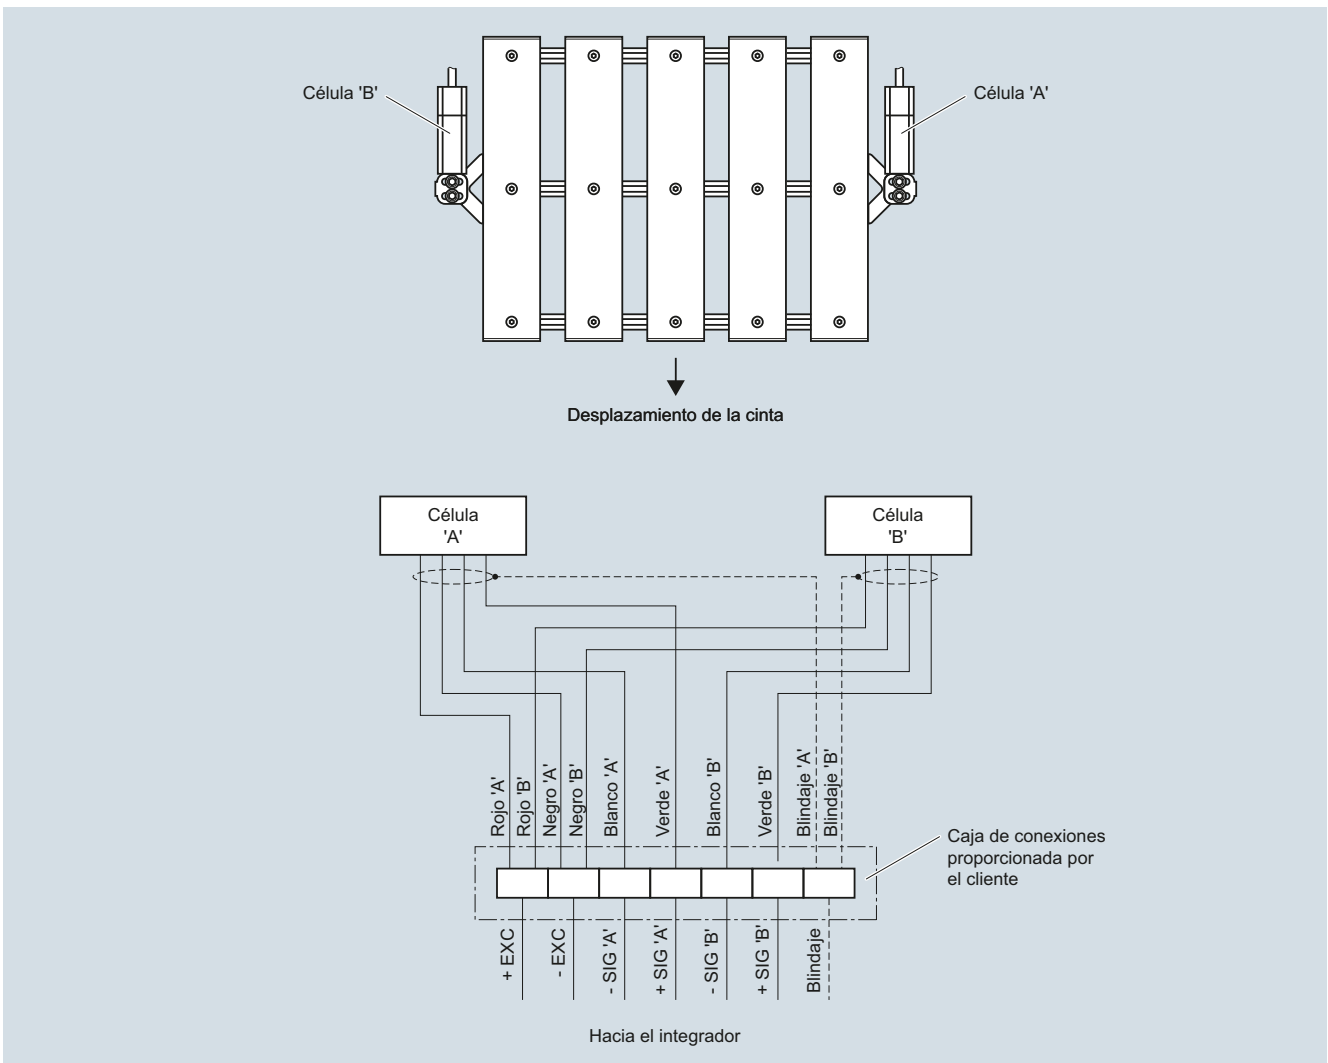 Célula 'B'
Célula 'A'
Desplazamiento de la cinta
Célula
'A'
Célula
'B'
Rojo 'A'
Rojo 'B'
Negro 'A'
Negro 'B'
Blanco 'A'
Verde 'A'
Blanco 'B'
Verde 'B'
Blindaje 'A'
Blindaje 'B'
Caja de conexiones
proporcionada por
el cliente
+ EXC
- EXC
- SIG 'A'
+ SIG 'A'
- SIG 'B'
+ SIG 'B'
Blindaje
Hacia el integrador